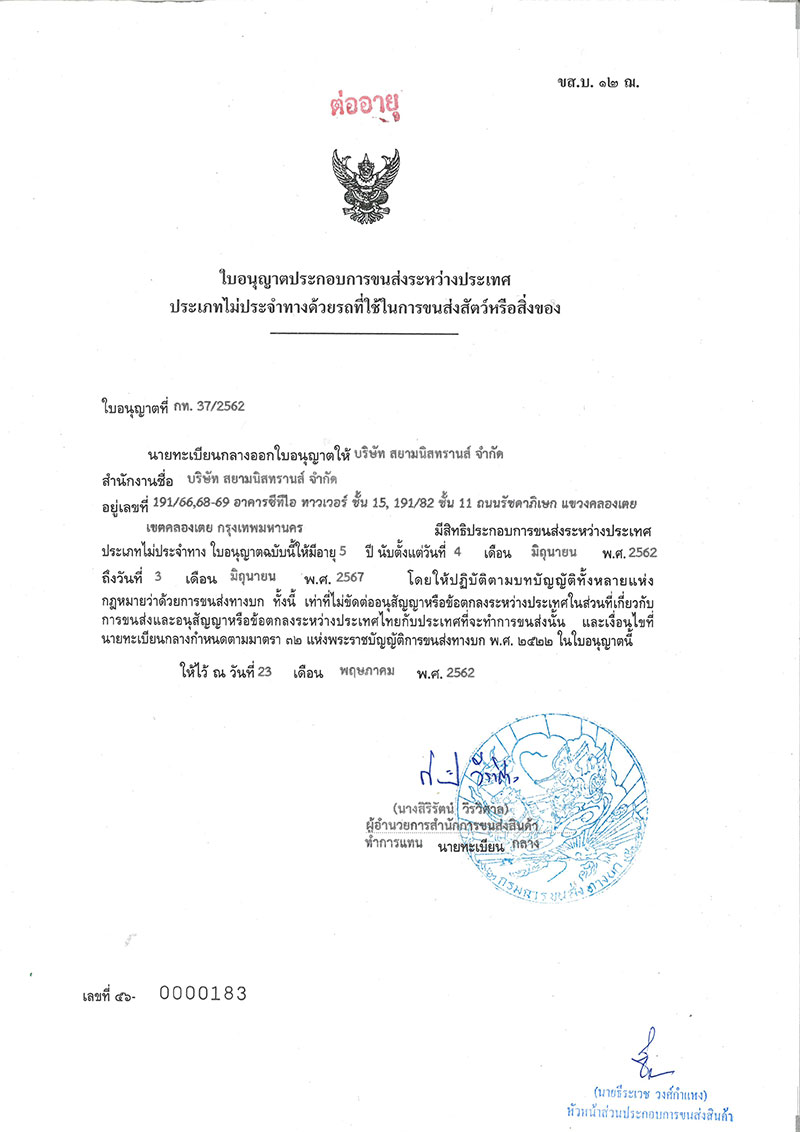 ขส.บ. ๑๒ ฌ.
ต่ออายุ
ใบอนุญาตประกอบการขนส่งระหว่างประเทศ
ประเภทไม่ประจำทางด้วยรถที่ใช้ในการขนส่งสัตว์หรือสิ่งของ
ใบอนุญาตที่ กท. 37/2562
นายทะเบียนกลางออกใบอนุญาตให้ บริษัท สยามนิสทรานส์ จำกัด
สำนักงานชื่อ บริษัท สยามนิสทรานส์ จำกัด
อยู่เลขที่ 191/66,68-69 อาคารซีทีไอ ทาวเวอร์ ชั้น 15, 191/82 ชั้น 11 ถนนรัชดาภิเษก แขวงคลองเตย
เขตคลองเตย กรุงเทพมหานคร มีสิทธิประกอบการขนส่งระหว่างประเทศ
ประเภทไม่ประจำทาง ใบอนุญาตฉบับนี้ให้มีอายุ 5 ปี นับตั้งแต่วันที่ 4 เดือน มิถุนายน พ.ศ. 2562
ถึงวันที่ 3 เดือน มิถุนายน พ.ศ. 2567 โดยให้ปฏิบัติตามบทบัญญัติทั้งหลายแห่ง
กฎหมายว่าด้วยการขนส่งทางบก ทั้งนี้ เท่าที่ไม่ขัดต่ออนุสัญญาหรือข้อตกลงระหว่างประเทศในส่วนที่เกี่ยวกับ
การขนส่งและอนุสัญญาหรือข้อตกลงระหว่างประเทศไทยกับประเทศที่จะทำการขนส่งนั้น และเงื่อนไขที่
นายทะเบียนกลางกำหนดตามมาตรา ๓๒ แห่งพระราชบัญญัติการขนส่งทางบก พ.ศ. ๒๕๒๒ ในใบอนุญาตนี้
ให้ไว้ ณ วันที่ 23 เดือน พฤษภาคม พ.ศ. 2562
(นางสิริรัตน์ วีรวิศาล)
ผู้อำนวยการสำนักการขนส่งสินค้า
ทำการแทน นายทะเบียน กลาง
กรมการขนส่งทางบก
เลขที่ ๕๖- 0000183
(นายธีระเวช วงศ์กำแหง)
หัวหน้าส่วนประกอบการขนส่งสินค้า